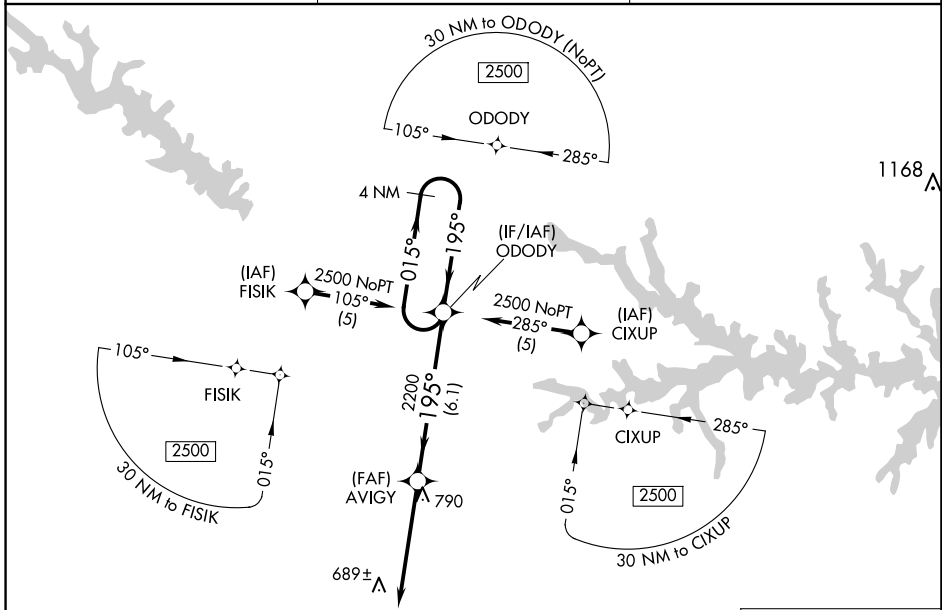 30 NM to ODODY (NoPT)
2500
ODODY
105°
285°
1168
4 NM
015°
195°
(IF/IAF)
ODODY
(IAF)
FISIK
2500 NoPT
105°
(5)
2500 NoPT
285°
(5)
(IAF)
CIXUP
105°
FISIK
2500
015°
30 NM to FISIK
2200
195°
(6.1)
CIXUP
285°
015°
2500
30 NM to CIXUP
(FAF)
AVIGY
790
689±